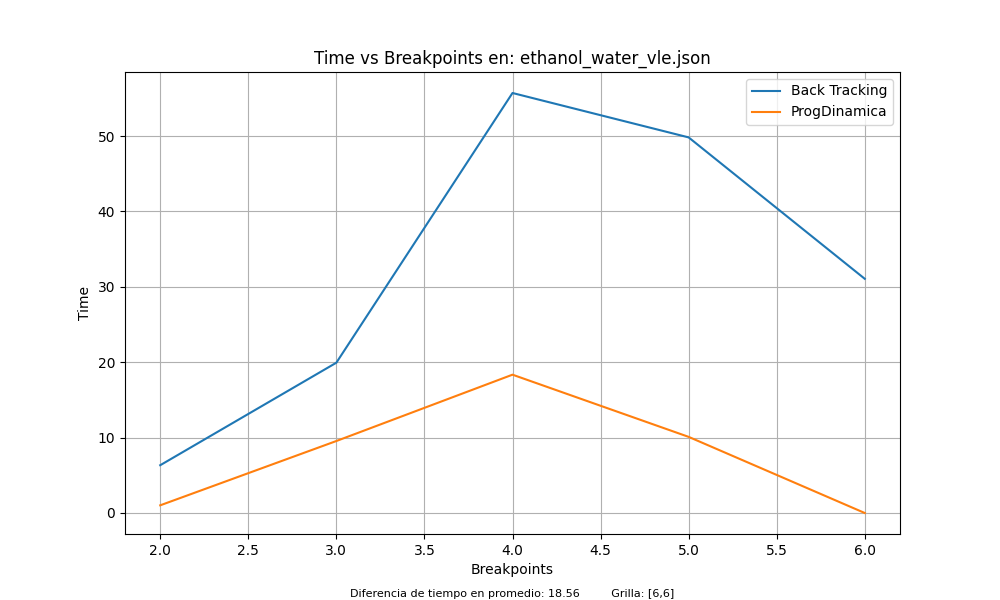 Time vs Breakpoints en: ethanol_water_vle.json
Back Tracking
ProgDinamica
50
40
30
20
10
0
Time
2.0 2.5 3.0 3.5 4.0 4.5 5.0 5.5 6.0
Breakpoints
Diferencia de tiempo en promedio: 18.56 Grilla: [6,6]